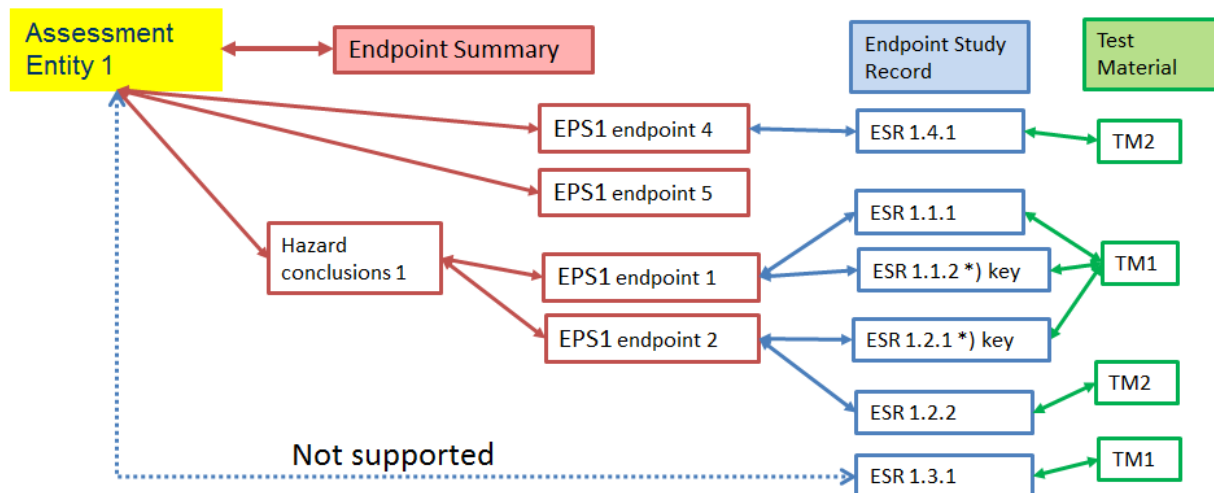 Assessment
Entity 1
Endpoint Summary
Endpoint Study
Record
Test
Material
EPS1 endpoint 4
ESR 1.4.1
TM2
EPS1 endpoint 5
ESR 1.1.1
Hazard
conclusions 1
EPS1 endpoint 1
ESR 1.1.2 *) key
TM1
EPS1 endpoint 2
ESR 1.2.1 *) key
ESR 1.2.2
TM2
Not supported
ESR 1.3.1
TM1